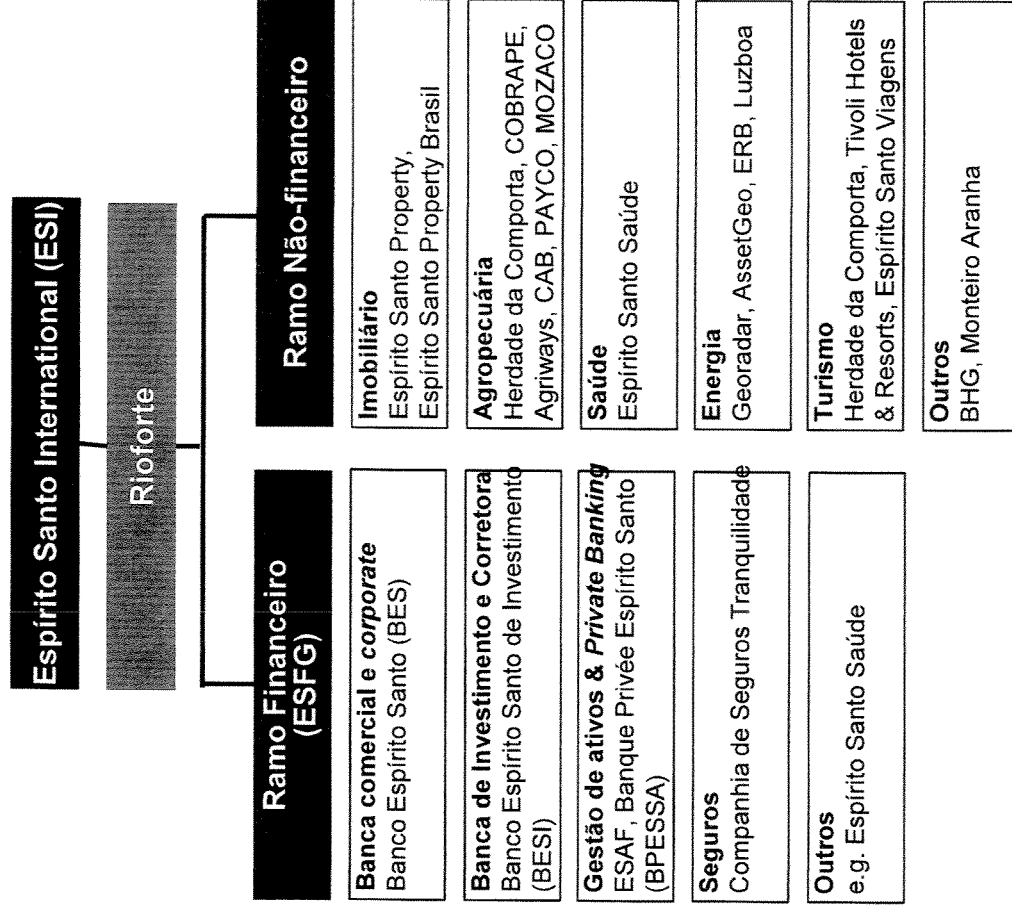 Espírito Santo International (ESI)
Rioforte
Ramo Financeiro
(ESFG)
Banca comercial e corporate
Banco Espírito Santo (BES)
Banca de Investimento e Corretora
Banco Espírito Santo de Investimento
(BESI)
Gestão de ativos & Private Banking
ESAF, Banque Privée Espírito Santo
(BPESSA)
Seguros
Companhia de Seguros Tranquilidade
Outros
e.g. Espírito Santo Saúde
Ramo Não-financeiro
Imobiliário
Espírito Santo Property,
Espírito Santo Property Brasil
Agropecuária
Herdade da Comporta, COBRAPE,
Agriways, CAB, PAYCO, MOZACO
Saúde
Espírito Santo Saúde
Energia
Georadar, AssetGeo, ERB, Luzboa
Turismo
Herdade da Comporta, Tivoli Hotels
& Resorts, Espírito Santo Viagens
Outros
BHG, Monteiro Aranha